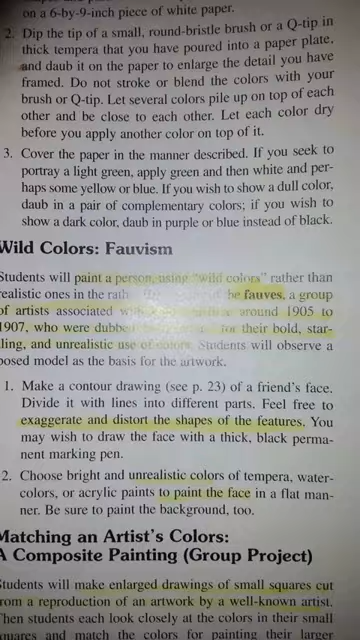 on a 6-by-9-inch piece of white paper.
2. Dip the tip of a small, round-bristle brush or a Q-tip in
thick tempera that you have poured into a paper plate,
and daub it on the paper to enlarge the detail you have
framed. Do not stroke or blend the colors with your
brush or Q-tip. Let several colors pile up on top of each
other and be close to each other. Let each color dry
before you apply another color on top of it.
3. Cover the paper in the manner described. If you seek to
portray a light green, apply green and then white and per-
haps some yellow or blue. If you wish to show a dull color,
daub in a pair of complementary colors; if you wish to
show a dark color, daub in purple or blue instead of black.
Wild Colors: Fauvism
Students will paint a person, using "wild colors" rather than
realistic ones in the be fauves, a group
of artists associated around 1905 to
1907, who were dubbed for their bold, star-
ling, and unrealistic use of colors. Students will observe a
posed model as the basis for the artwork.
1. Make a contour drawing (see p. 23) of a friend's face.
Divide it with lines into different parts. Feel free to
exaggerate and distort the shapes of the features. You
may wish to draw the face with a thick, black perma-
nent marking pen.
2. Choose bright and unrealistic colors of tempera, water-
colors, or acrylic paints to paint the face in a flat man-
ner. Be sure to paint the background, too.
Matching an Artist's Colors:
A Composite Painting (Group Project)
Students will make enlarged drawings of small squares cut
from a reproduction of an artwork by a well-known artist.
Then students each look closely at the colors in their small
squares and match the colors for painting their larger